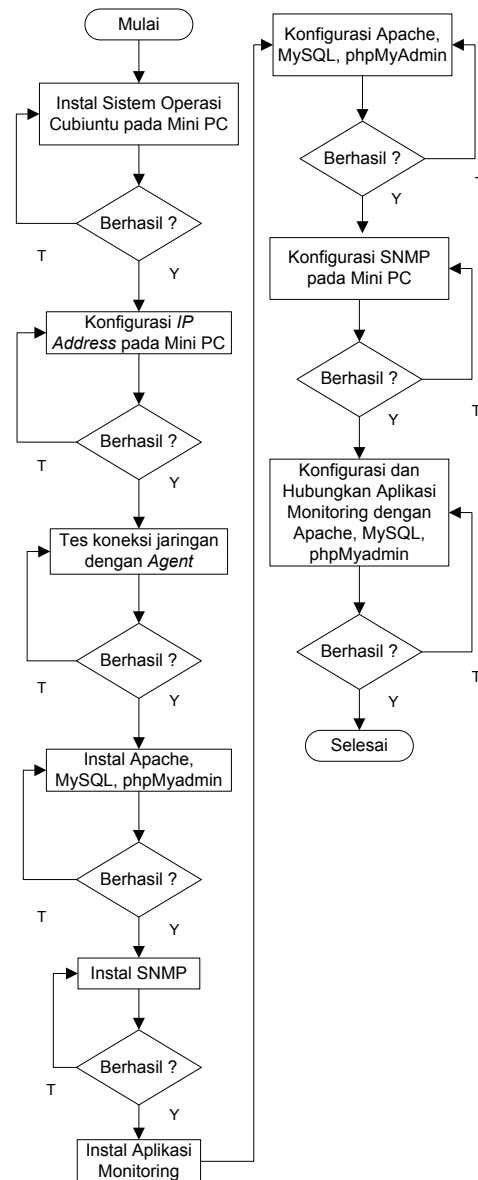 Mulai
Instal Sistem Operasi
Cubiuntu pada Mini PC
Berhasil ?
T
Y
Konfigurasi IP
Address pada Mini PC
Berhasil ?
T
Y
Tes koneksi jaringan
dengan Agent
Berhasil ?
T
Y
Instal Apache,
MySQL, phpMyadmin
Berhasil ?
T
Y
Instal SNMP
Berhasil ?
T
Y
Instal Aplikasi
Monitoring
Konfigurasi Apache,
MySQL, phpMyAdmin
Berhasil ?
Y
Konfigurasi SNMP
pada Mini PC
Berhasil ?
T
Y
Konfigurasi dan
Hubungkan Aplikasi
Monitoring dengan
Apache, MySQL,
phpMyadmin
Berhasil ?
T
Y
Selesai